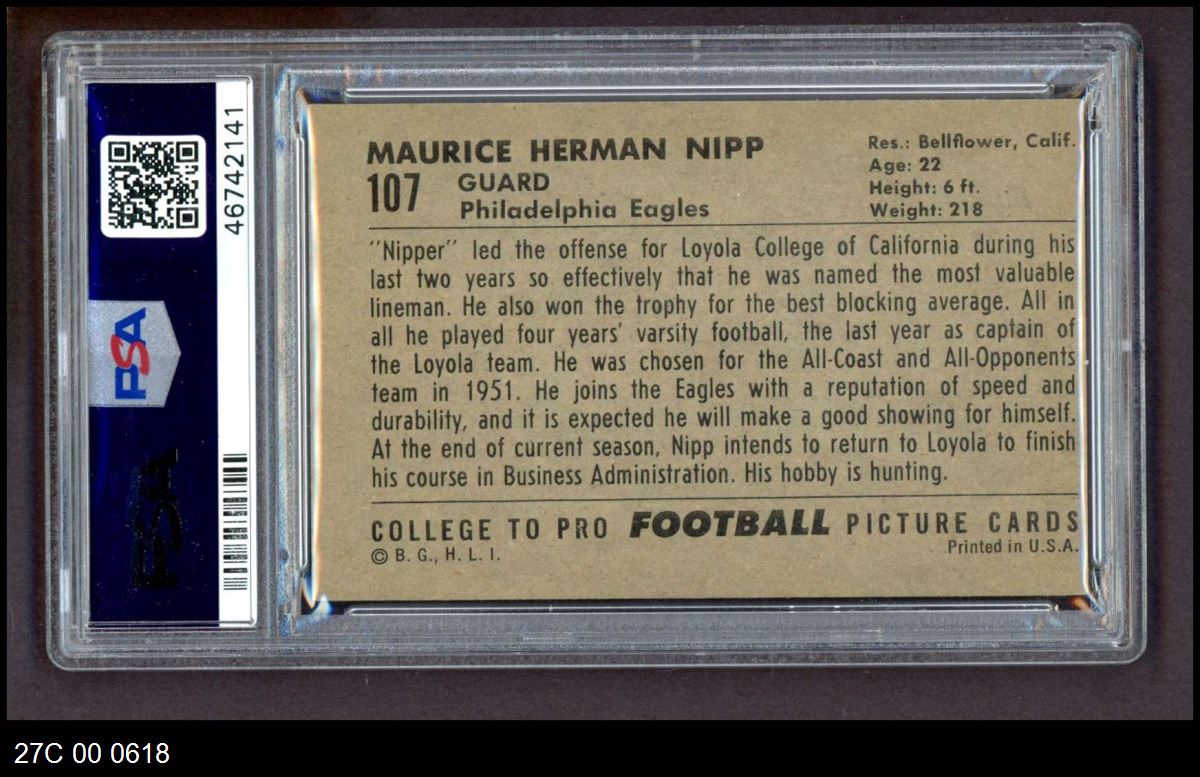 MAURICE HERMAN NIPP
107
GUARD
Philadelphia Eagles
Res.: Bellflower, Calif.
Age: 22
Height: 6 ft.
Weight: 218
"Nipper" led the offense for Loyola College of California during his
last two years so effectively that he was named the most valuable
lineman. He also won the trophy for the best blocking average. All in
all he played four years' varsity football, the last year as captain of
the Loyola team. He was chosen for the All-Coast and All-Opponents
team in 1951. He joins the Eagles with a reputation of speed and
durability, and it is expected he will make a good showing for himself.
At the end of current season, Nipp intends to return to Loyola to finish
his course in Business Administration. His hobby is hunting.
COLLEGE TO PRO FOOTBALL PICTURE CARDS
© B. G., H. L. I.
Printed in U.S.A.
46742141
PSA
PSA
27C 00 0618